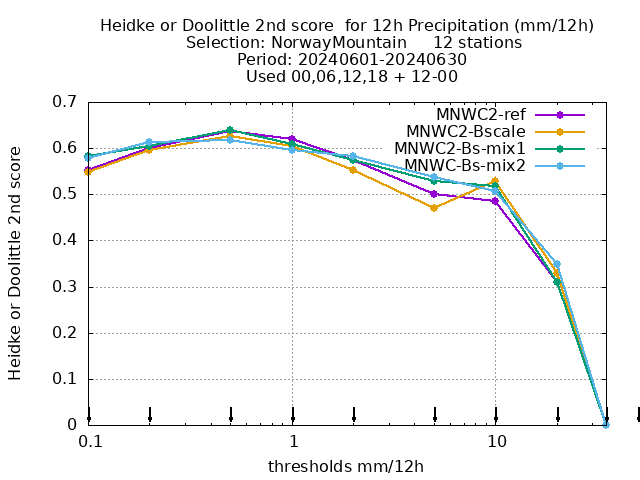 Heidke or Doolittle 2nd score  for 12h Precipitation (mm/12h)
Selection: NorwayMountain     12 stations
Period: 20240601-20240630
Used 00,06,12,18 + 12-00
MNWC2-ref
MNWC2-Bscale
MNWC2-Bs-mix1
MNWC-Bs-mix2
Heidke or Doolittle 2nd score
0.7
0.6
0.5
0.4
0.3
0.2
0.1
0
0.1 1 10
thresholds mm/12h